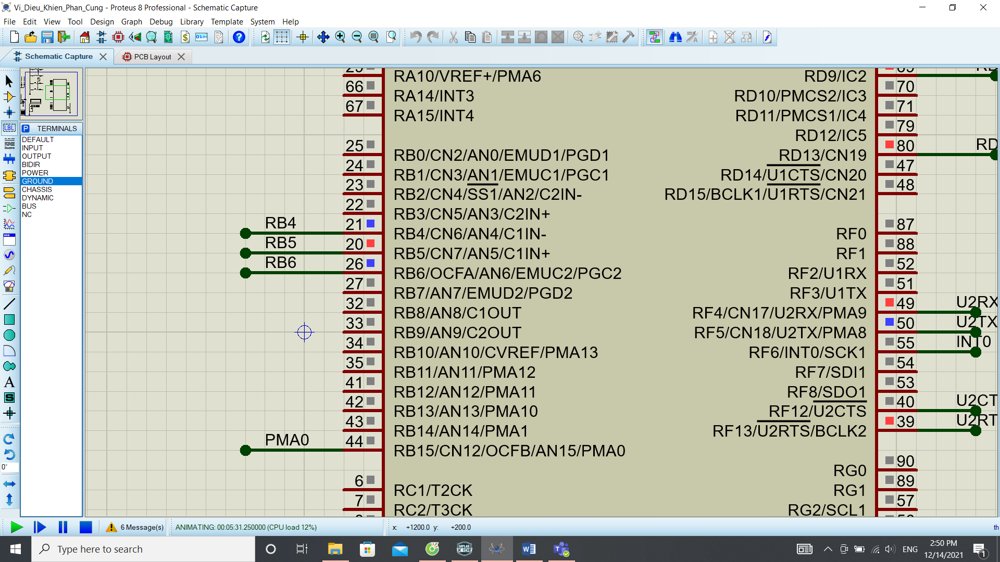 Vi_Dieu_Khien_Phan_Cung - Proteus 8 Professional - Schematic Capture
File Edit View Tool Design Graph Debug Library Template System Help
Schematic Capture
PCB Layout
TERMINALS
DEFAULT
INPUT
OUTPUT
BIDIR
POWER
GROUND
CHASSIS
DYNAMIC
BUS
NC
LBL
0°
RA10/VREF+/PMA6
66 RA14/INT3
67 RA15/INT4
25 RB0/CN2/AN0/EMUD1/PGD1
24 RB1/CN3/AN1/EMUC1/PGC1
23 RB2/CN4/SS1/AN2/C2IN-
22 RB3/CN5/AN3/C2IN+
RB4 21 RB4/CN6/AN4/C1IN-
RB5 20 RB5/CN7/AN5/C1IN+
RB6 26 RB6/OCFA/AN6/EMUC2/PGC2
27 RB7/AN7/EMUD2/PGD2
32 RB8/AN8/C1OUT
33 RB9/AN9/C2OUT
34 RB10/AN10/CVREF/PMA13
35 RB11/AN11/PMA12
41 RB12/AN12/PMA11
42 RB13/AN13/PMA10
43 RB14/AN14/PMA1
PMA0 44 RB15/CN12/OCFB/AN15/PMA0
6 RC1/T2CK
7 RC2/T3CK
RD9/IC2
RD10/PMCS2/IC3 70
RD11/PMCS1/IC4 71
RD12/IC5 79
RD13/CN19 80 RD
RD14/U1CTS/CN20 47
RD15/BCLK1/U1RTS/CN21 48
RF0 87
RF1 88
RF2/U1RX 52
RF3/U1TX 51
RF4/CN17/U2RX/PMA9 49 U2RX
RF5/CN18/U2TX/PMA8 50 U2TX
RF6/INT0/SCK1 55 INT0
RF7/SDI1 54
RF8/SDO1 53
RF12/U2CTS 40 U2CT
RF13/U2RTS/BCLK2 39 U2RT
RG0 90
RG1 89
RG2/SCL1 57
6 Message(s)
ANIMATING: 00:05:31.250000 (CPU load 12%)
x: +1200.0 y: +200.0
th
Type here to search
ENG
2:50 PM
12/14/2021
1